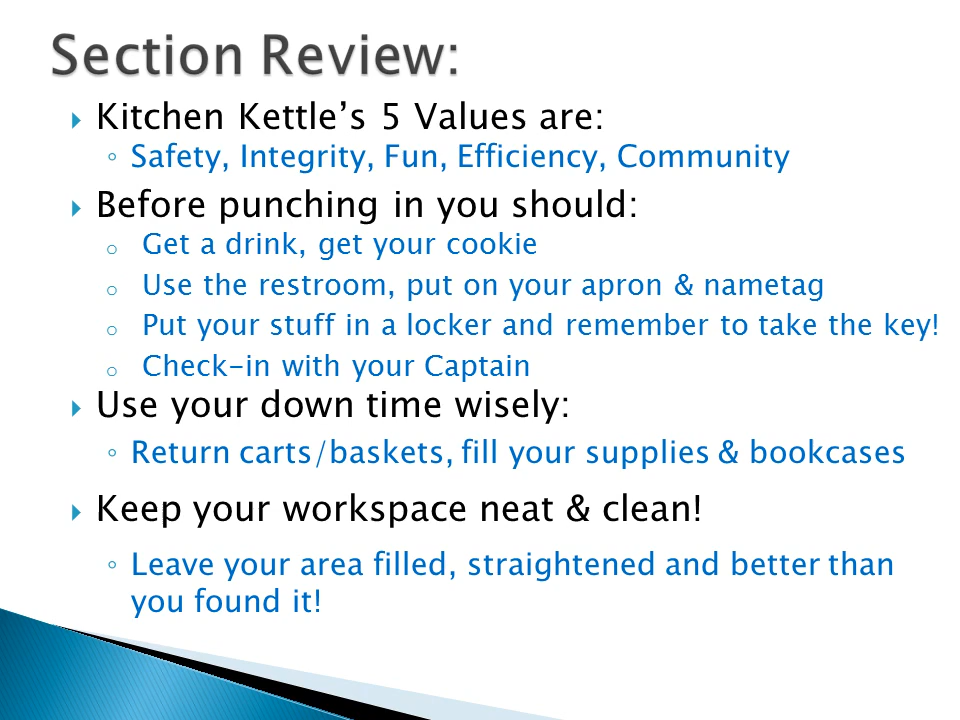 Section Review:
Kitchen Kettle’s 5 Values are:
Safety, Integrity, Fun, Efficiency, Community
Before punching in you should:
Get a drink, get your cookie
Use the restroom, put on your apron & nametag
Put your stuff in a locker and remember to take the key!
Check-in with your Captain
Use your down time wisely:
Return carts/baskets, fill your supplies & bookcases
Keep your workspace neat & clean!
Leave your area filled, straightened and better than
you found it!